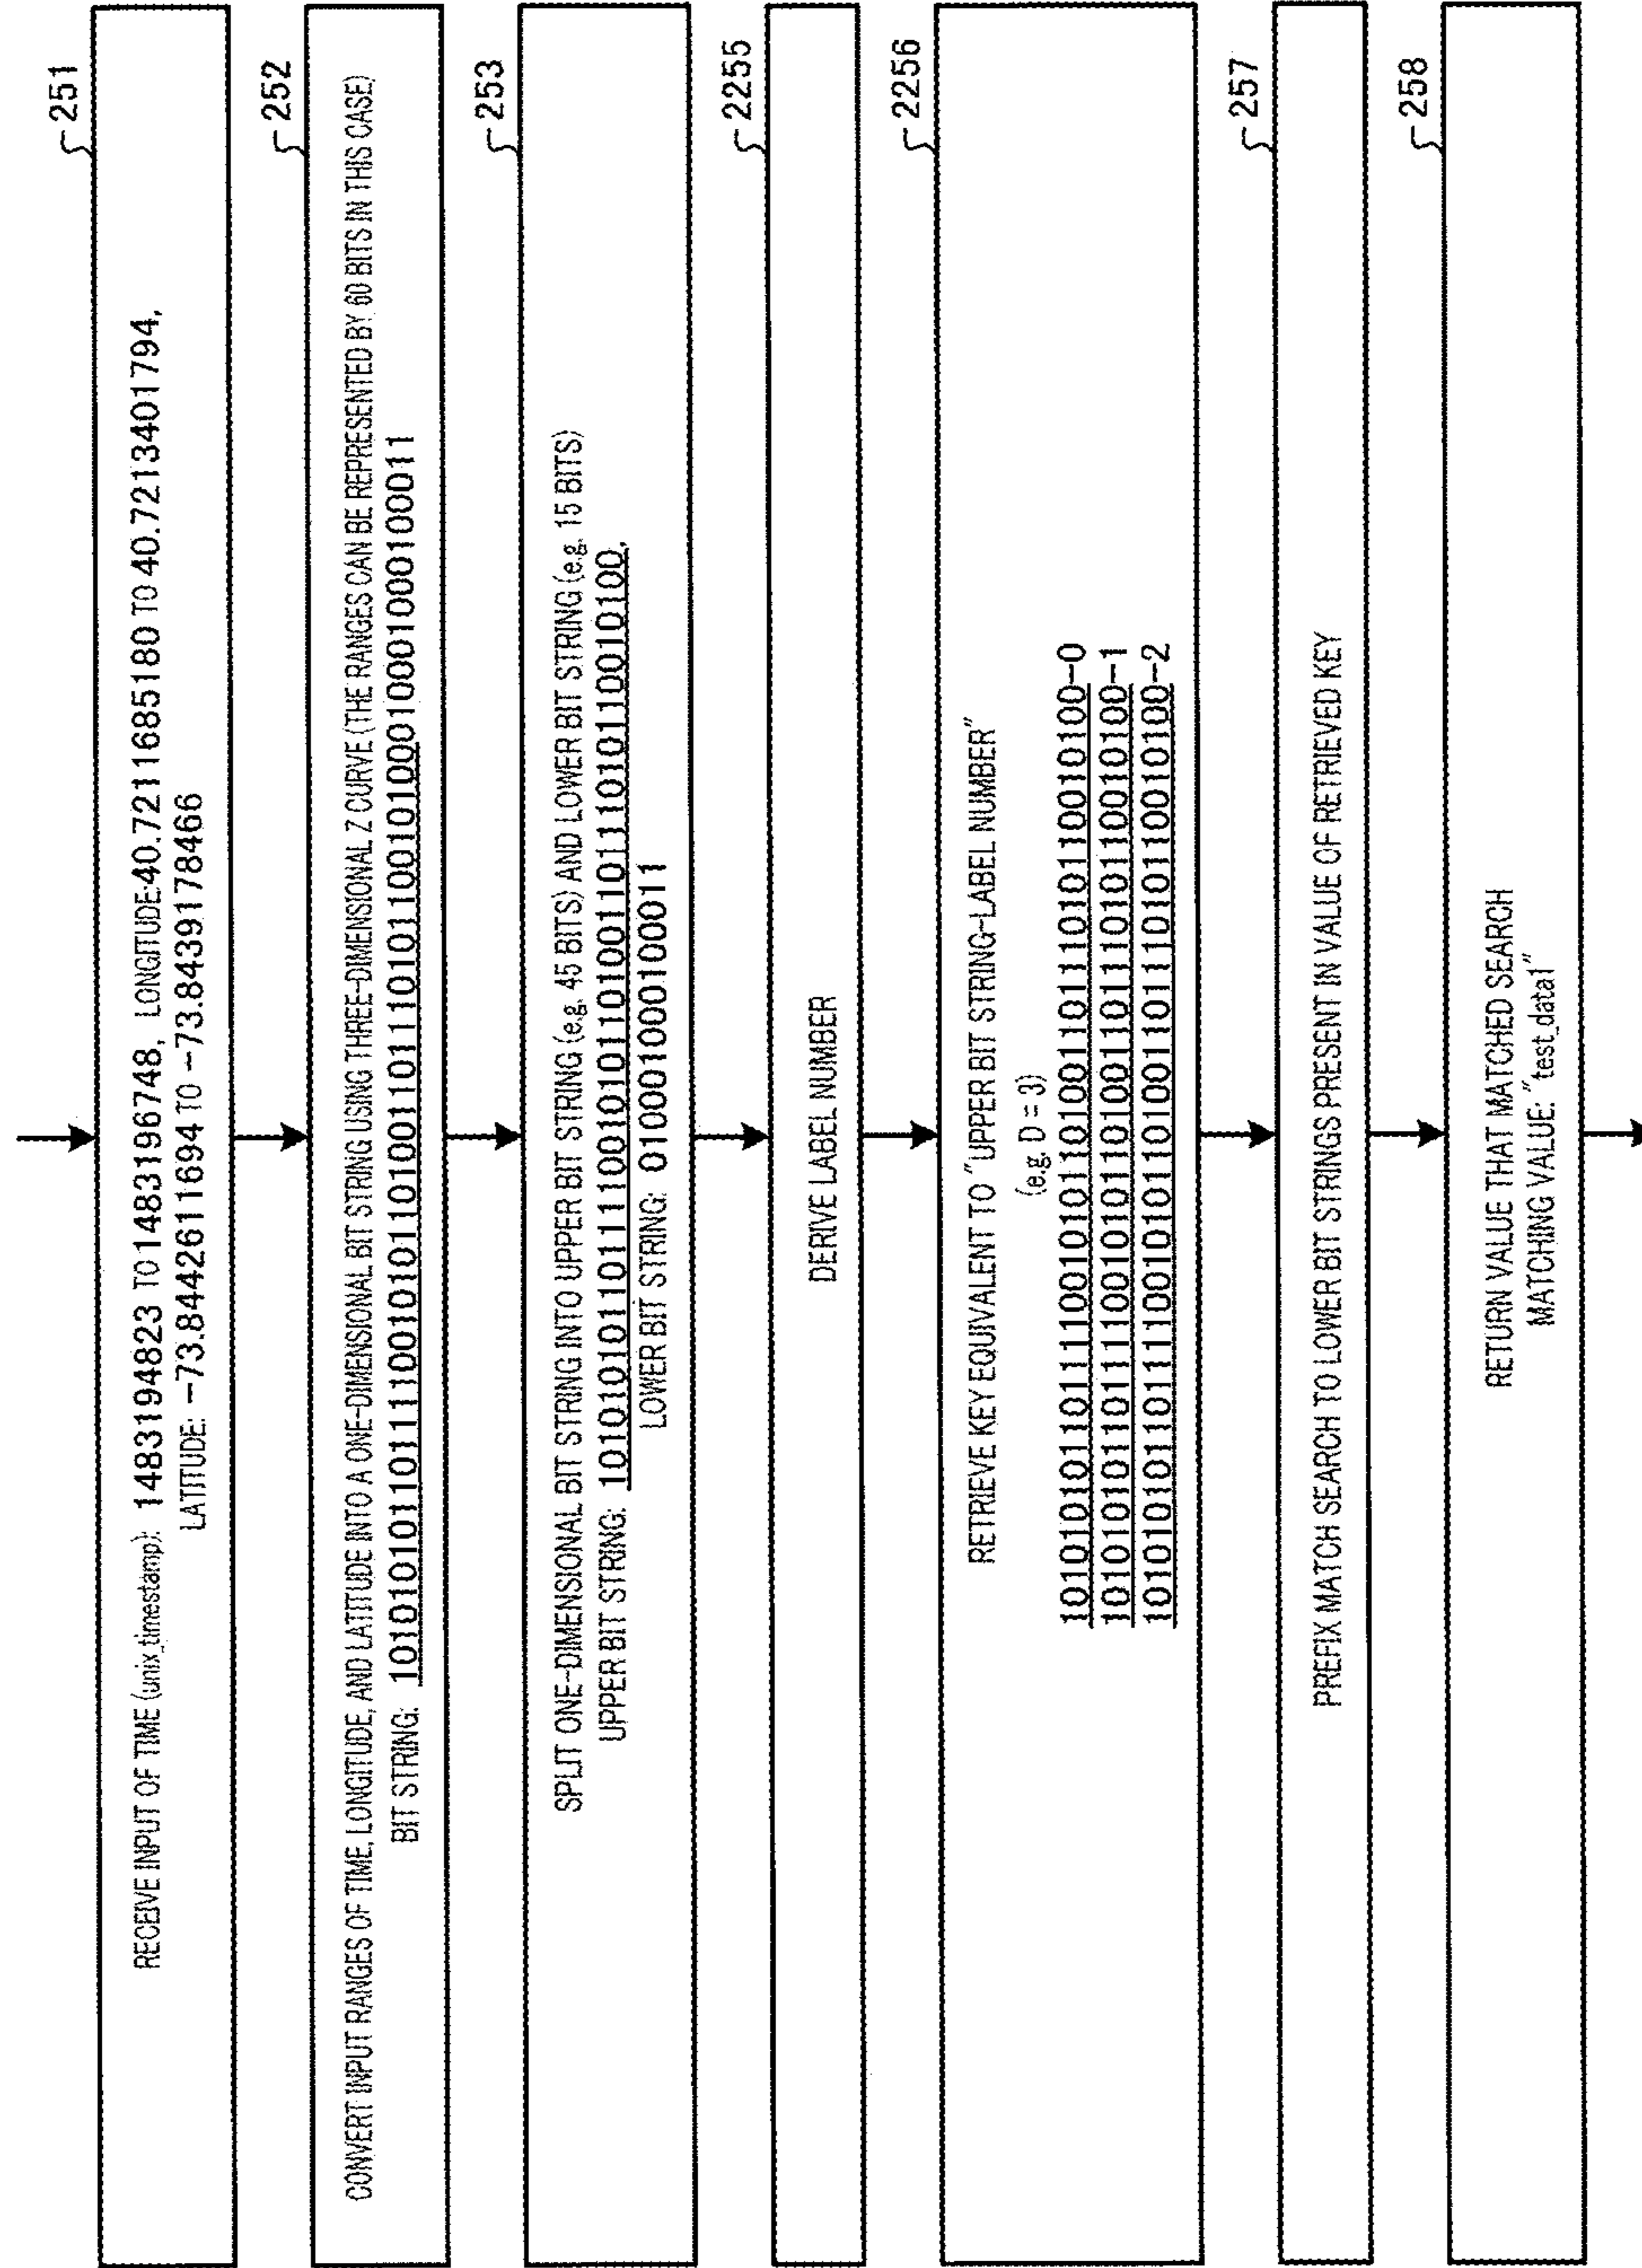 251
RECEIVE INPUT OF TIME (unix_timestamp): 1483194823 TO 1483196748, LONGITUDE:40.7211685180 TO 40.7213401794,
LATITUDE: −73.8442611694 TO −73.8439178466
252
CONVERT INPUT RANGES OF TIME, LONGITUDE, AND LATITUDE INTO A ONE-DIMENSIONAL BIT STRING USING THREE-DIMENSIONAL Z CURVE (THE RANGES CAN BE REPRESENTED BY 60 BITS IN THIS CASE)
BIT STRING:
253
SPLIT ONE-DIMENSIONAL BIT STRING INTO UPPER BIT STRING (e.g. 45 BITS) AND LOWER BIT STRING (e.g. 15 BITS)
UPPER BIT STRING:
LOWER BIT STRING: 010001000100011
2255
DERIVE LABEL NUMBER
2256
RETRIEVE KEY EQUIVALENT TO "UPPER BIT STRING-LABEL NUMBER"
(e.g. D = 3)
-0
-1
-2
257
PREFIX MATCH SEARCH TO LOWER BIT STRINGS PRESENT IN VALUE OF RETRIEVED KEY
258
RETURN VALUE THAT MATCHED SEARCH
MATCHING VALUE: "test_data1"